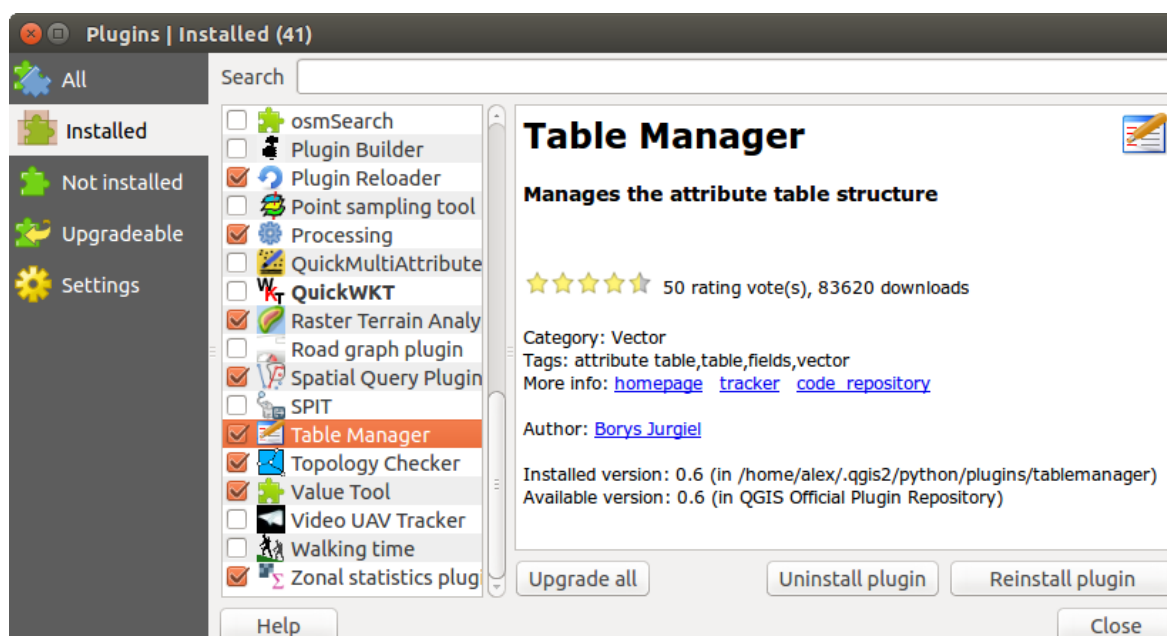 Plugins | Installed (41)
All
Installed
Not installed
Upgradeable
Settings
Search
osmSearch
Plugin Builder
Plugin Reloader
Point sampling tool
Processing
QuickMultiAttribute
WKT QuickWKT
Raster Terrain Analy
Road graph plugin
Spatial Query Plugin
SPIT
Table Manager
Topology Checker
Value Tool
Video UAV Tracker
Walking time
Σ Zonal statistics plugi
Table Manager
Manages the attribute table structure
50 rating vote(s), 83620 downloads
Category: Vector
Tags: attribute table,table,fields,vector
More info: homepage tracker code repository
Author: Borys Jurgiel
Installed version: 0.6 (in /home/alex/.qgis2/python/plugins/tablemanager)
Available version: 0.6 (in QGIS Official Plugin Repository)
Upgrade all
Uninstall plugin
Reinstall plugin
Help
Close